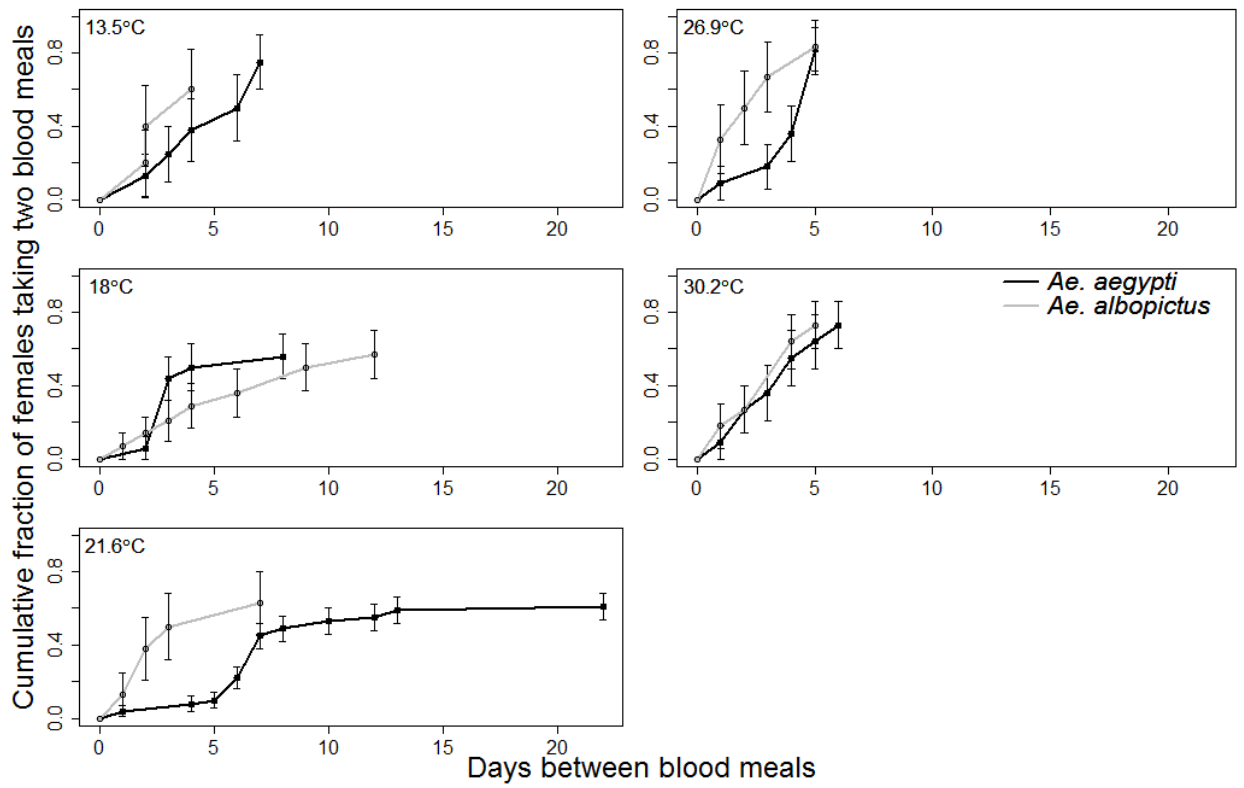 Cumulative fraction of females taking two blood meals
13.5°C
0.0 0.4 0.8
0 5 10 15 20
26.9°C
0.0 0.4 0.8
0 5 10 15 20
18°C
0.0 0.4 0.8
0 5 10 15 20
30.2°C
Ae. aegypti
Ae. albopictus
0.0 0.4 0.8
0 5 10 15 20
21.6°C
0.0 0.4 0.8
0 5 10 15 20
Days between blood meals